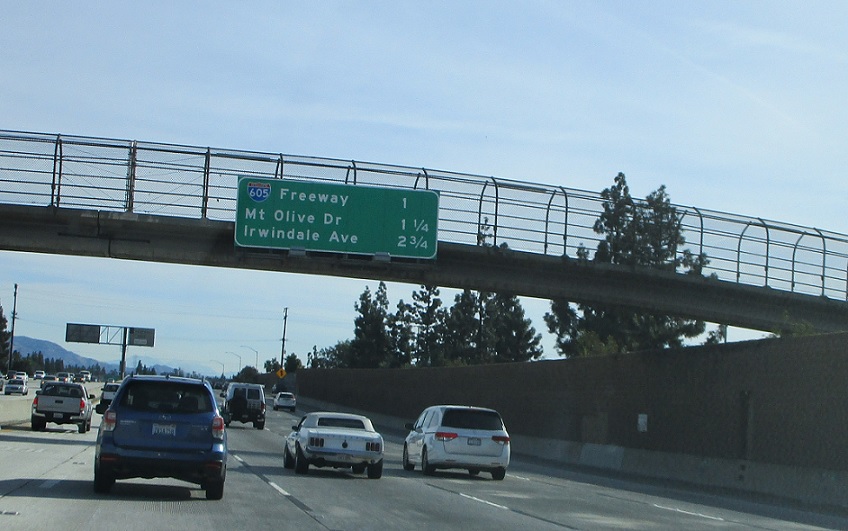 605 Freeway 1
Mt Olive Dr 1 1/4
Irwindale Ave 2 3/4